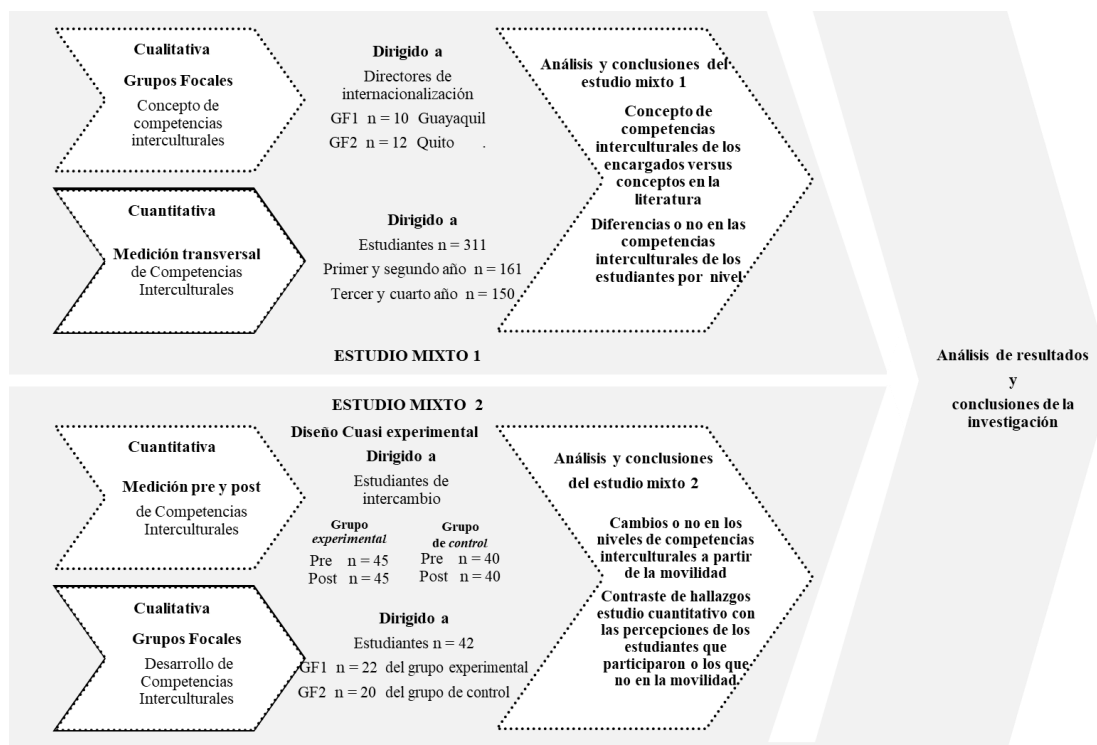 Cualitativa
Grupos Focales
Concepto de
competencias
interculturales
Dirigido a
Directores de
internacionalización
GF1 n = 10 Guayaquil
GF2 n = 12 Quito .
Análisis y conclusiones del
estudio mixto 1
Concepto de
competencias
interculturales de los
encargados versus
conceptos en la
literatura
Diferencias o no en las
competencias
interculturales de los
estudiantes por nivel
Cuantitativa
Medición transversal
de Competencias
Interculturales
Dirigido a
Estudiantes n = 311
Primer y segundo año n = 161
Tercer y cuarto año n = 150
ESTUDIO MIXTO 1
ESTUDIO MIXTO 2
Diseño Cuasi experimental
Cuantitativa
Medición pre y post
de Competencias
Interculturales
Dirigido a
Estudiantes de
intercambio
Grupo
experimental
Pre n = 45
Post n = 45
Grupo
de control
Pre n = 40
Post n = 40
Análisis y conclusiones
del estudio mixto 2
Cambios o no en los
niveles de competencias
interculturales a partir
de la movilidad
Contraste de hallazgos
estudio cuantitativo con
las percepciones de los
estudiantes que
participaron o los que
no en la movilidad
Cualitativa
Grupos Focales
Desarrollo de
Competencias
Interculturales
Dirigido a
Estudiantes n = 42
GF1 n = 22 del grupo experimental
GF2 n = 20 del grupo de control
Análisis de resultados
y
conclusiones de la
investigación